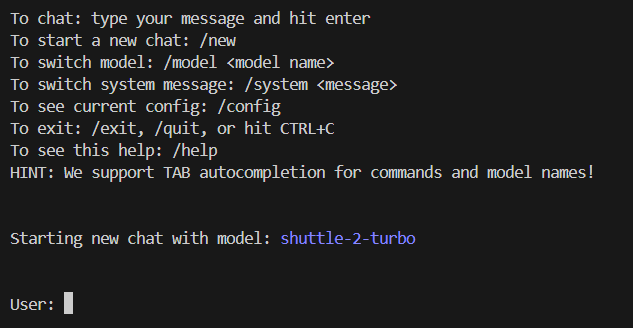 To chat: type your message and hit enter
To start a new chat: /new
To switch model: /model <model name>
To switch system message: /system <message>
To see current config: /config
To exit: /exit, /quit, or hit CTRL+C
To see this help: /help
HINT: We support TAB autocompletion for commands and model names!
Starting new chat with model: shuttle-2-turbo
User: